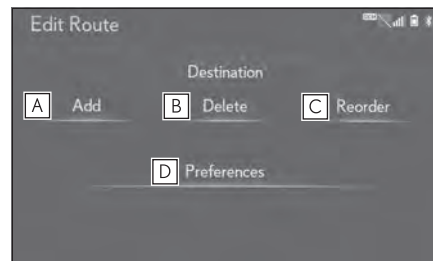 Edit Route
Destination
A Add B Delete C Reorder
D Preferences